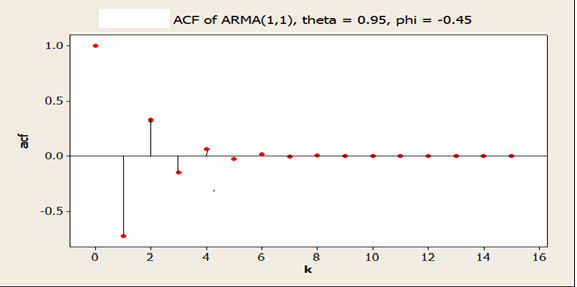 ACF of ARMA(1,1), theta = 0.95, phi = -0.45
1.0
0.5
0.0
-0.5
acf
0 2 4 6 8 10 12 14 16
k